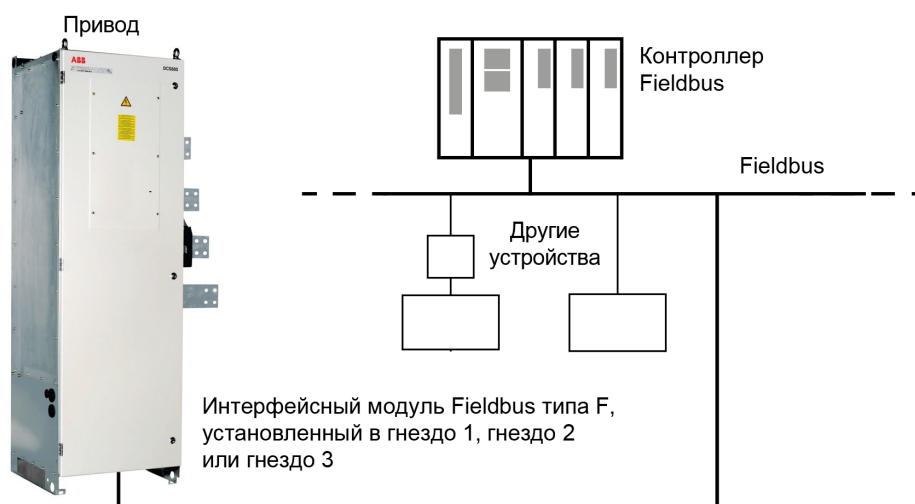 Привод
ABB
DCS880
Контроллер
Fieldbus
Fieldbus
Другие
устройства
Интерфейсный модуль Fieldbus типа F,
установленный в гнездо 1, гнездо 2
или гнездо 3